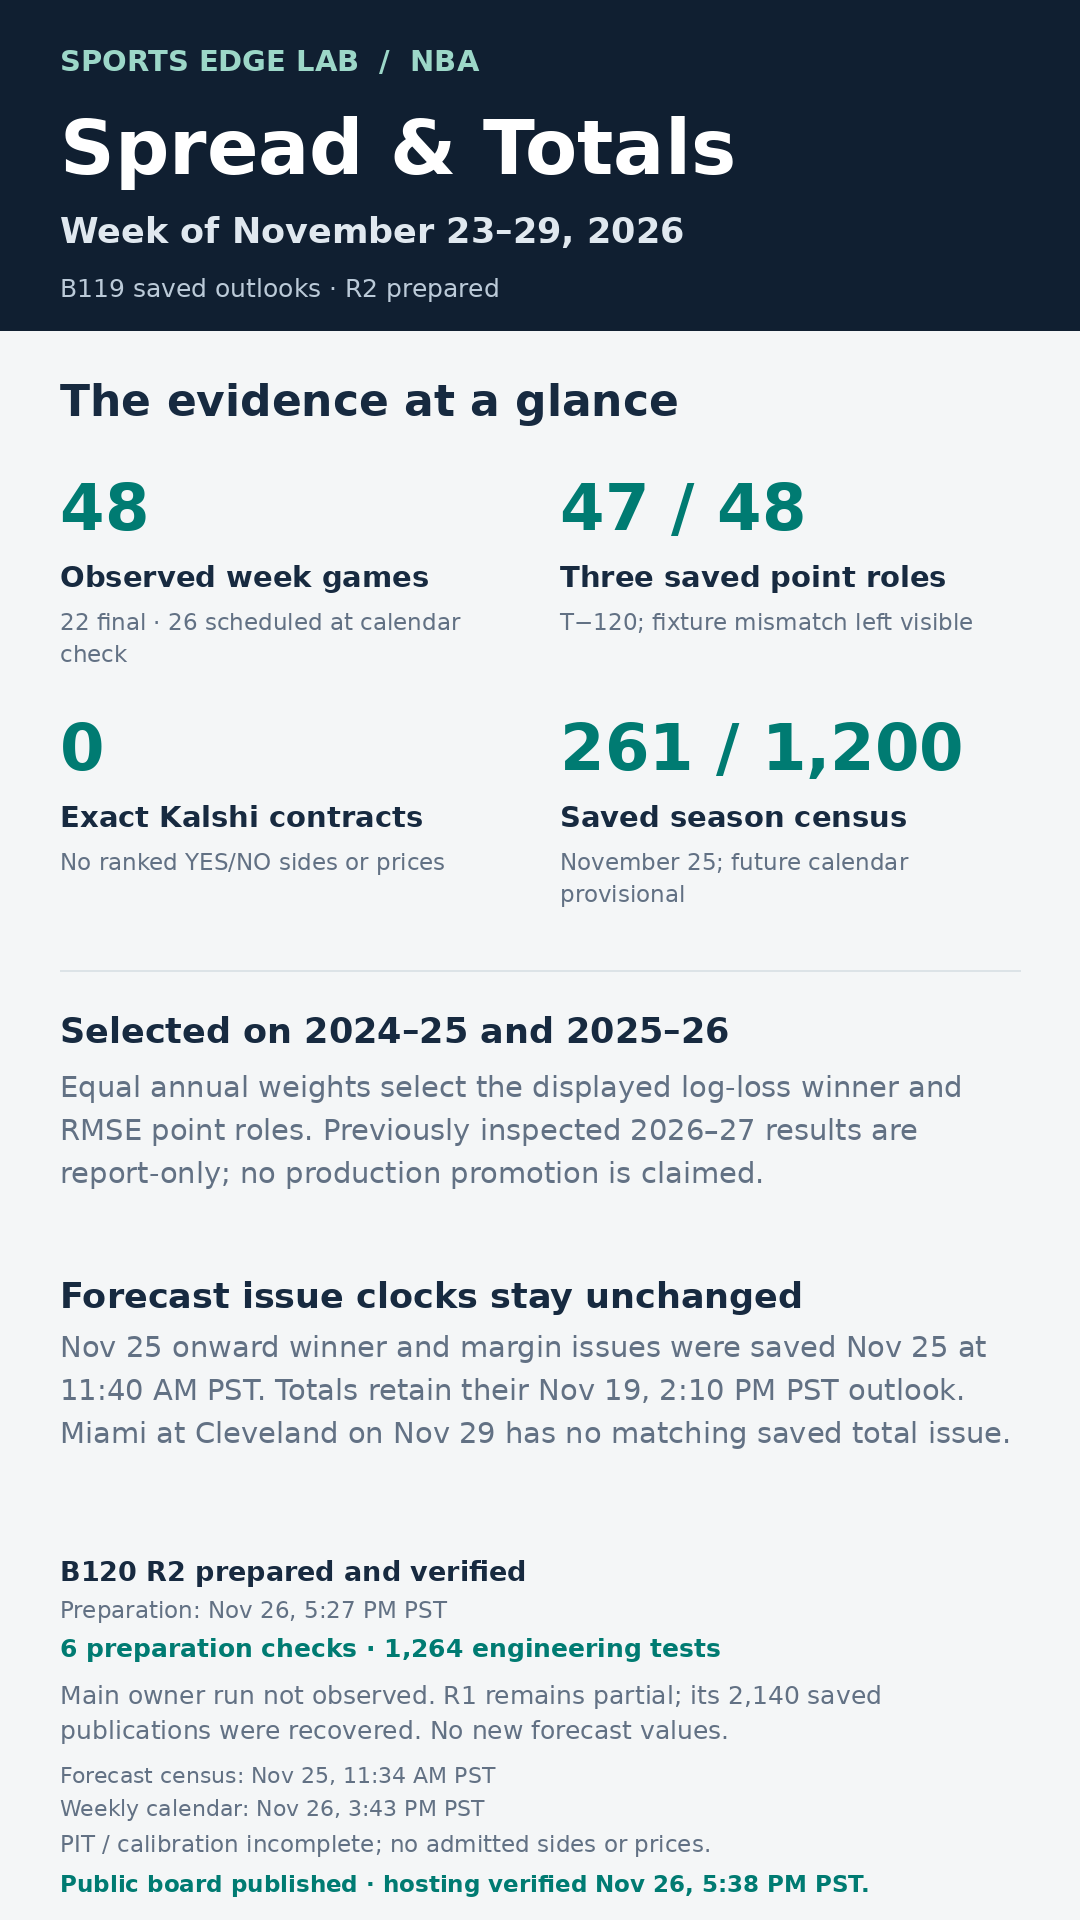 SPORTS EDGE LAB / NBA
Spread & Totals
Week of November 23–29, 2026
B119 saved outlooks · R2 prepared
The evidence at a glance
48
Observed week games
22 final · 26 scheduled at calendar
check
47 / 48
Three saved point roles
T−120; fixture mismatch left visible
0
Exact Kalshi contracts
No ranked YES/NO sides or prices
261 / 1,200
Saved season census
November 25; future calendar
provisional
Selected on 2024–25 and 2025–26
Equal annual weights select the displayed log-loss winner and
RMSE point roles. Previously inspected 2026–27 results are
report-only; no production promotion is claimed.
Forecast issue clocks stay unchanged
Nov 25 onward winner and margin issues were saved Nov 25 at
11:40 AM PST. Totals retain their Nov 19, 2:10 PM PST outlook.
Miami at Cleveland on Nov 29 has no matching saved total issue.
B120 R2 prepared and verified
Preparation: Nov 26, 5:27 PM PST
6 preparation checks · 1,264 engineering tests
Main owner run not observed. R1 remains partial; its 2,140 saved
publications were recovered. No new forecast values.
Forecast census: Nov 25, 11:34 AM PST
Weekly calendar: Nov 26, 3:43 PM PST
PIT / calibration incomplete; no admitted sides or prices.
Public board published · hosting verified Nov 26, 5:38 PM PST.